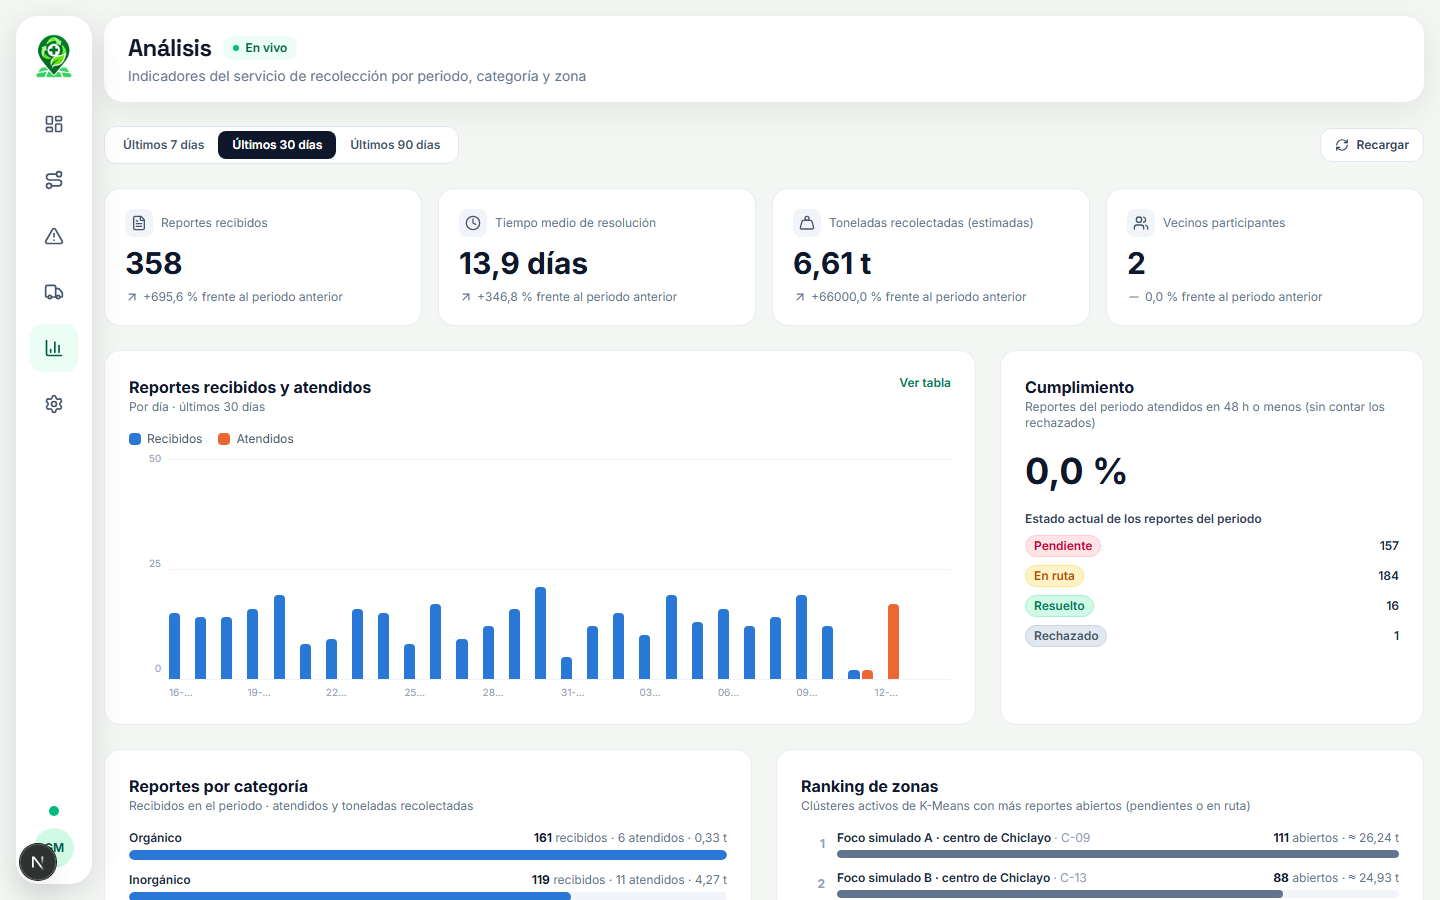 Análisis
En vivo
Indicadores del servicio de recolección por periodo, categoría y zona
Últimos 7 días
Últimos 30 días
Últimos 90 días
Recargar
Reportes recibidos
358
+695,6 % frente al periodo anterior
Tiempo medio de resolución
13,9 días
+346,8 % frente al periodo anterior
Toneladas recolectadas (estimadas)
6,61 t
+66000,0 % frente al periodo anterior
Vecinos participantes
2
0,0 % frente al periodo anterior
Reportes recibidos y atendidos
Ver tabla
Por día · últimos 30 días
Recibidos
Atendidos
50
25
0
16-...
19-...
22...
25...
28...
31-...
03...
06...
09...
12-...
Cumplimiento
Reportes del periodo atendidos en 48 h o menos (sin contar los
rechazados)
0,0 %
Estado actual de los reportes del periodo
Pendiente 157
En ruta 184
Resuelto 16
Rechazado 1
Reportes por categoría
Recibidos en el periodo · atendidos y toneladas recolectadas
Orgánico 161 recibidos · 6 atendidos · 0,33 t
Inorgánico 119 recibidos · 11 atendidos · 4,27 t
Ranking de zonas
Clústeres activos de K-Means con más reportes abiertos (pendientes o en ruta)
1 Foco simulado A · centro de Chiclayo · C-09 111 abiertos · ≈ 26,24 t
2 Foco simulado B · centro de Chiclayo · C-13 88 abiertos · ≈ 24,93 t
N